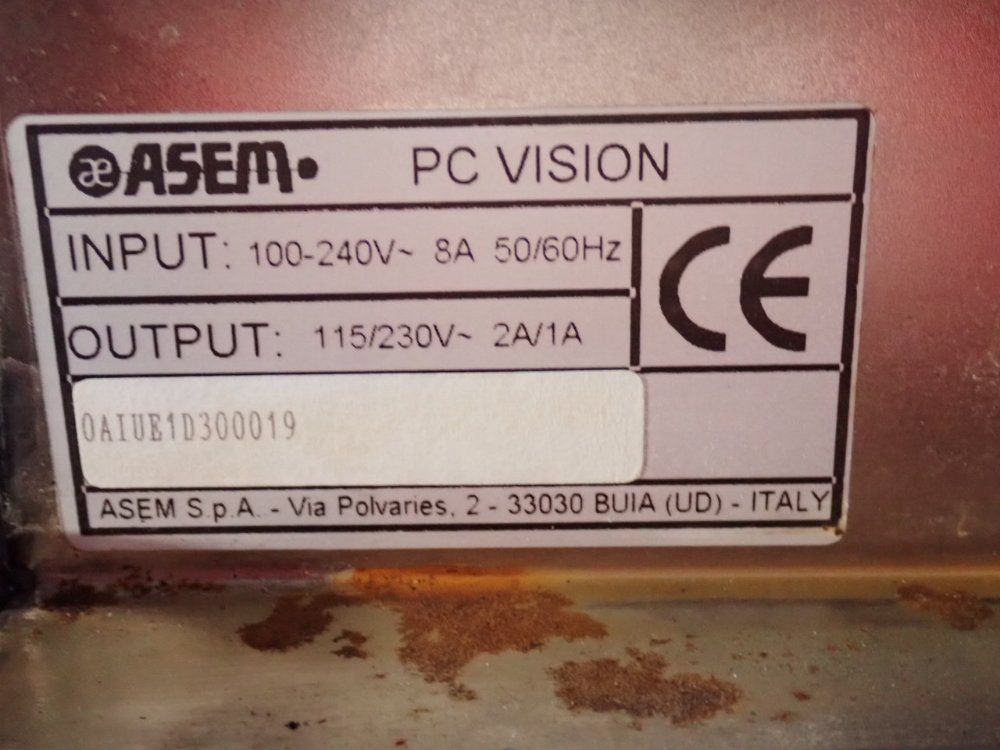 æ ASEM. PC VISION
INPUT: 100-240V~ 8A 50/60Hz
CE
OUTPUT: 115/230V~ 2A/1A
0AIUE1D300019
ASEM S.p.A. - Via Polvaries, 2 - 33030 BUIA (UD) - ITALY